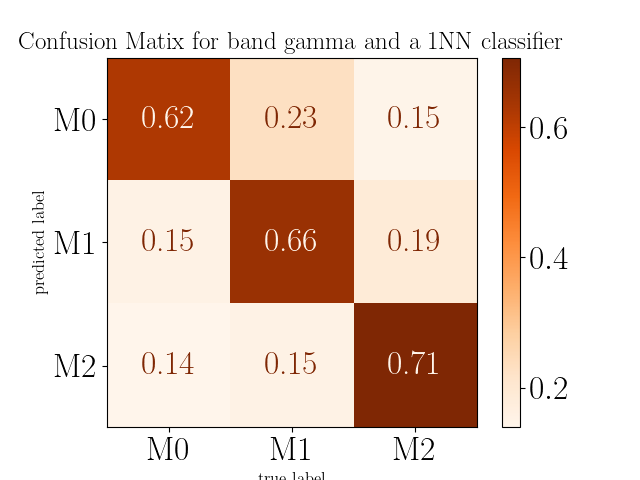 Confusion Matix for band gamma and a 1NN classifier
M0 0.62 0.23 0.15
M1 0.15 0.66 0.19
M2 0.14 0.15 0.71
M0 M1 M2
true label
predicted label
0.6
0.4
0.2